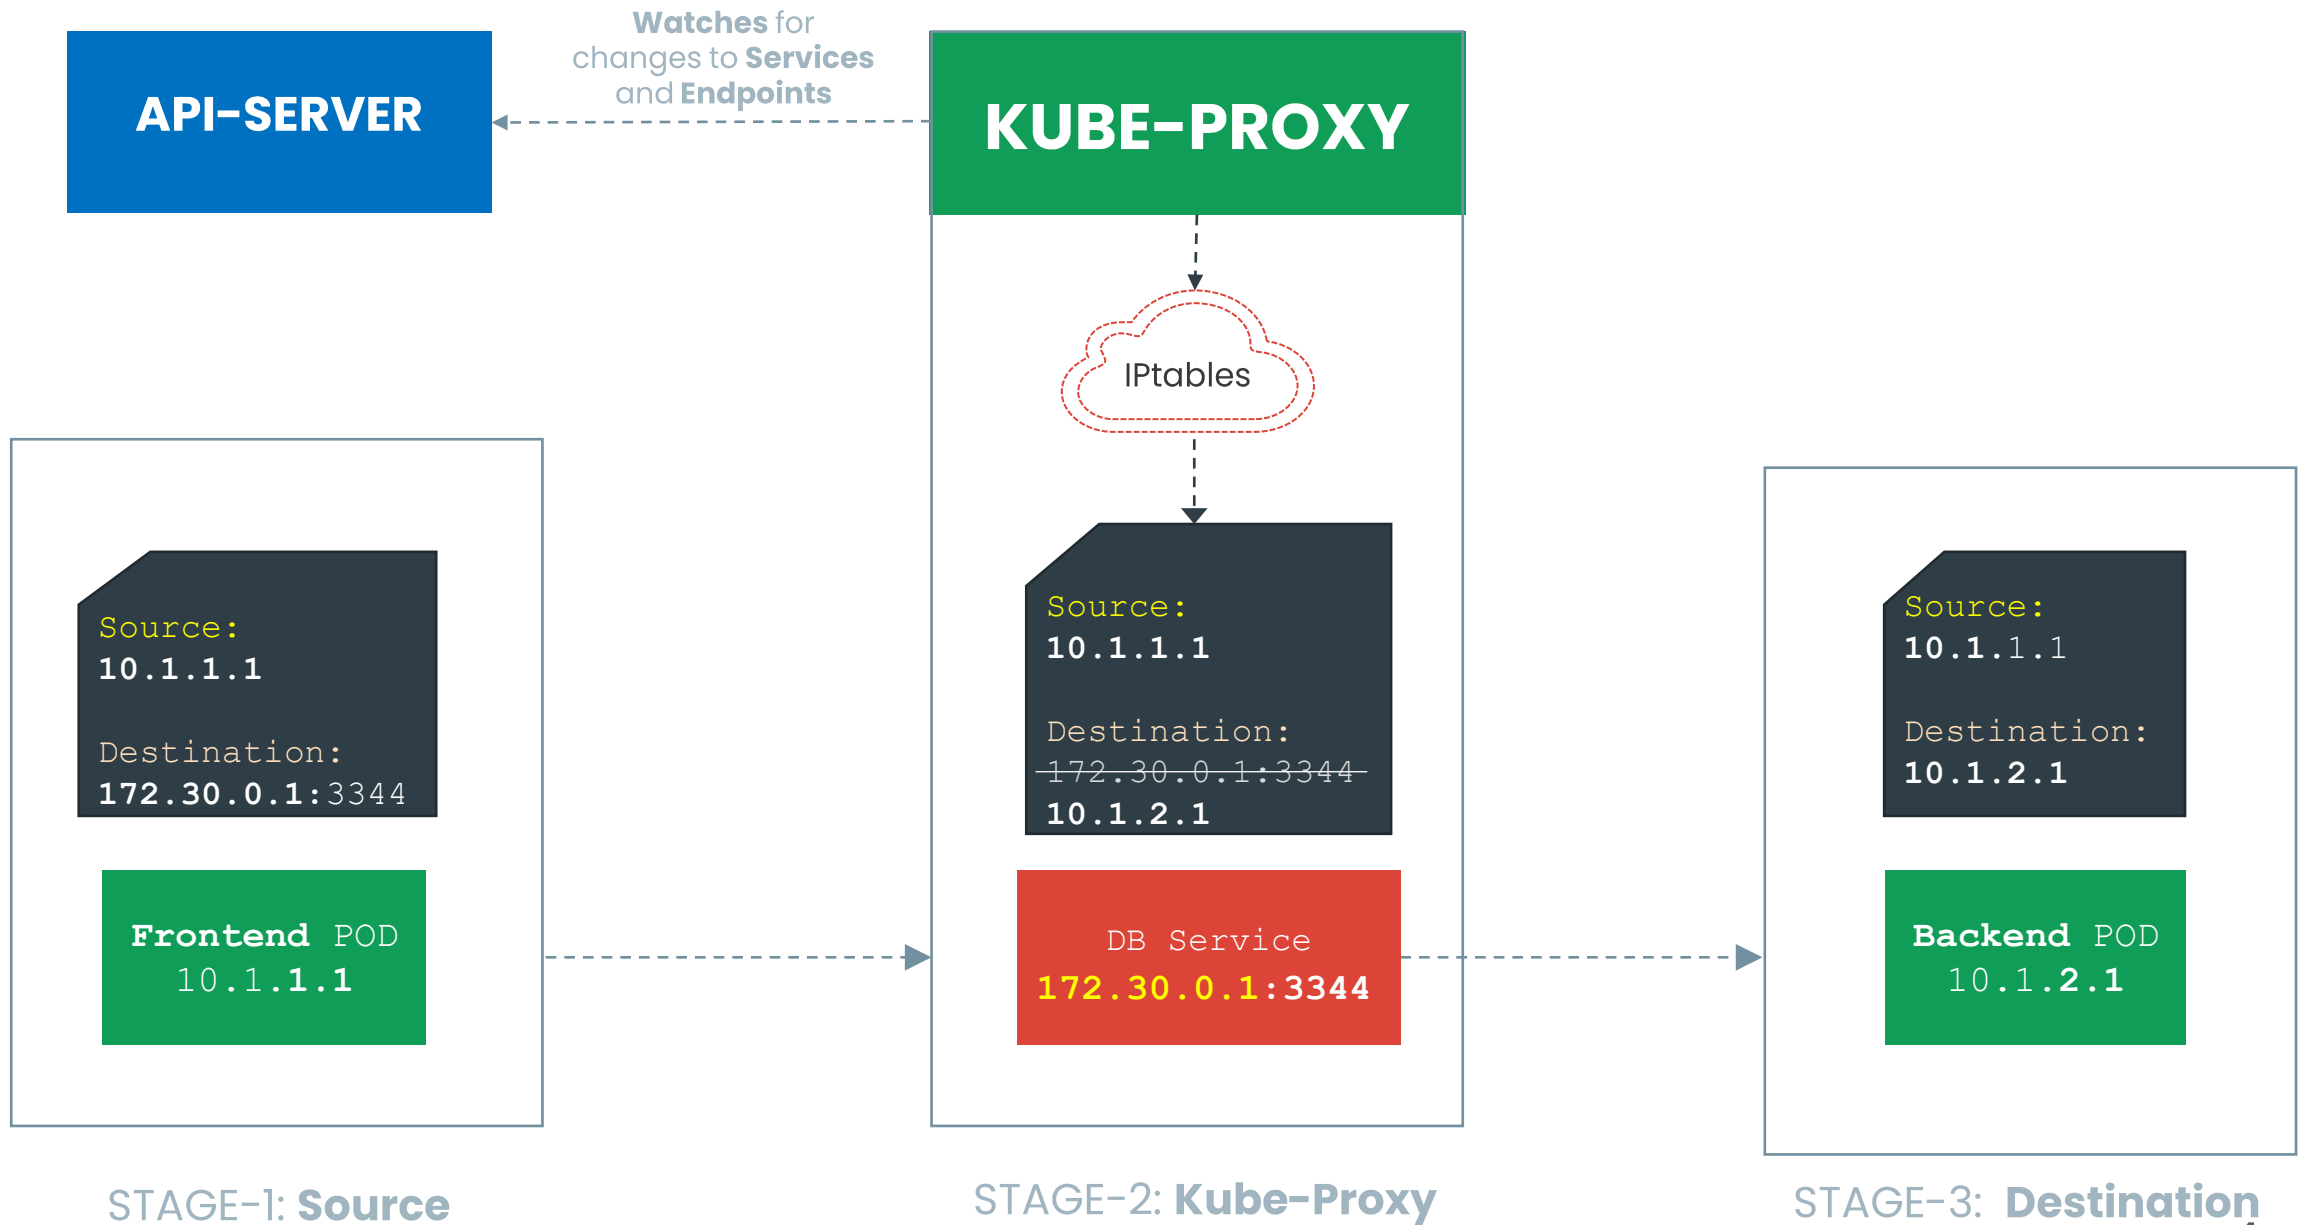 Watches for
changes to Services
and Endpoints
API-SERVER
KUBE-PROXY
IPtables
Source:
10.1.1.1
Destination:
172.30.0.1:3344
Frontend POD
10.1.1.1
Source:
10.1.1.1
Destination:
172.30.0.1:3344
10.1.2.1
DB Service
172.30.0.1:3344
Source:
10.1.1.1
Destination:
10.1.2.1
Backend POD
10.1.2.1
STAGE-1: Source
STAGE-2: Kube-Proxy
STAGE-3: Destination